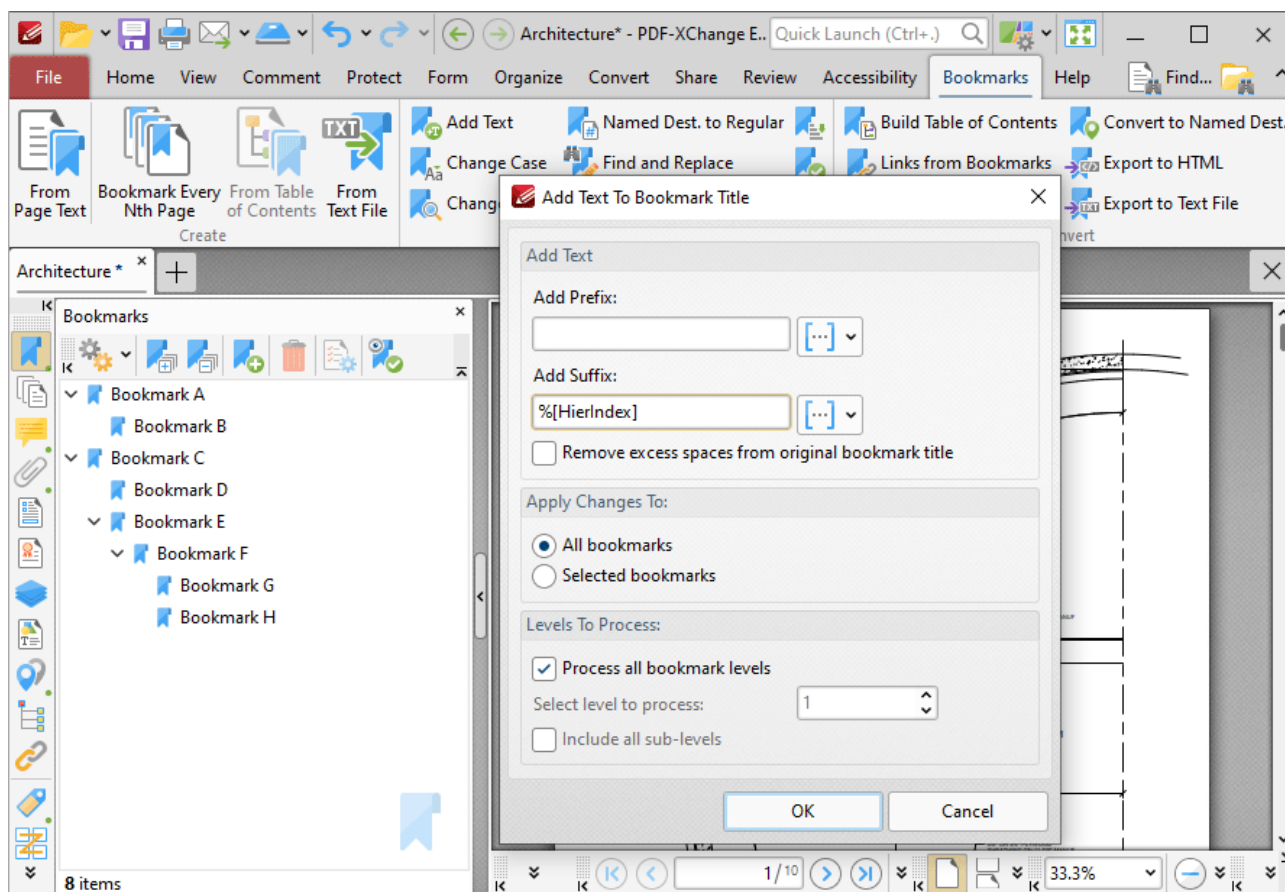 Architecture* - PDF-XChange E..
Quick Launch (Ctrl+.)
File
Home
View
Comment
Protect
Form
Organize
Convert
Share
Review
Accessibility
Bookmarks
Help
Find...
From
Page Text
Bookmark Every
Nth Page
From Table
of Contents
TXT
From
Text File
Create
Add Text
Change Case
Chang
Named Dest. to Regular
Find and Replace
Build Table of Contents
Links from Bookmarks
Convert to Named Dest.
Export to HTML
Export to Text File
nvert
Architecture *
Bookmarks
Bookmark A
Bookmark B
Bookmark C
Bookmark D
Bookmark E
Bookmark F
Bookmark G
Bookmark H
8 items
Add Text To Bookmark Title
Add Text
Add Prefix:
Add Suffix:
%[HierIndex]
Remove excess spaces from original bookmark title
Apply Changes To:
All bookmarks
Selected bookmarks
Levels To Process:
Process all bookmark levels
Select level to process:
1
Include all sub-levels
OK
Cancel
1/10
33.3%